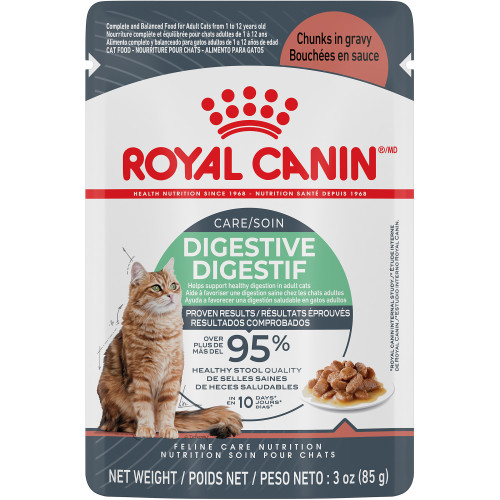 Complete and Balanced Food for Adult Cats from 1 to 12 years old
Nourriture complète et équilibrée pour chats adultes de 1 à 12 ans
Alimento completo y balanceado para gatos adultos de 1 a 12 años de edad
CAT FOOD - NOURRITURE POUR CHATS - ALIMENTO PARA GATOS
Chunks in gravy
Bouchées en sauce
ROYAL CANIN®/MD
HEALTH NUTRITION SINCE 1968 - NUTRITION SANTÉ DEPUIS 1968
CARE/SOIN
DIGESTIVE
DIGESTIF
Helps support healthy digestion in adult cats
Aide à favoriser une digestion saine chez les chats adultes
Ayuda a favorecer una digestión saludable en gatos adultos
PROVEN RESULTS/RÉSULTATS ÉPROUVÉS
RESULTADOS COMPROBADOS
OVER
PLUS DE
MÁS DEL
95%
HEALTHY STOOL QUALITY
DE SELLES SAINES
DE HECES SALUDABLES
IN
EN
10
DAYS*
JOURS*
DÍAS*
*ROYAL CANIN INTERNAL STUDY./*ÉTUDE INTERNE
DE ROYAL CANIN./*ESTUDIO INTERNO ROYAL CANIN.
FELINE CARE NUTRITION
NUTRITION SOIN POUR CHATS
NET WEIGHT / POIDS NET / PESO NETO : 3 oz (85 g)